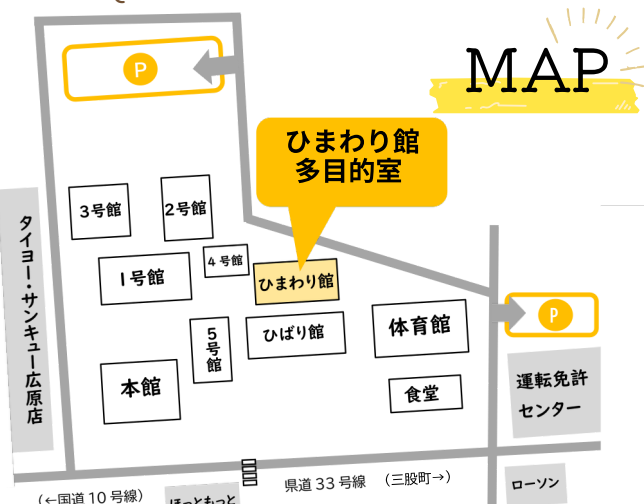 P
MAP
ひまわり館
多目的室
3号館
2号館
タイヨー・サンキュー広原店
1号館
4号館
ひまわり館
P
5号館
ひばり館
体育館
本館
食堂
運転免許
センター
県道33号線 (三股町→)
(←国道10号線)
ほっともっと
ローソン